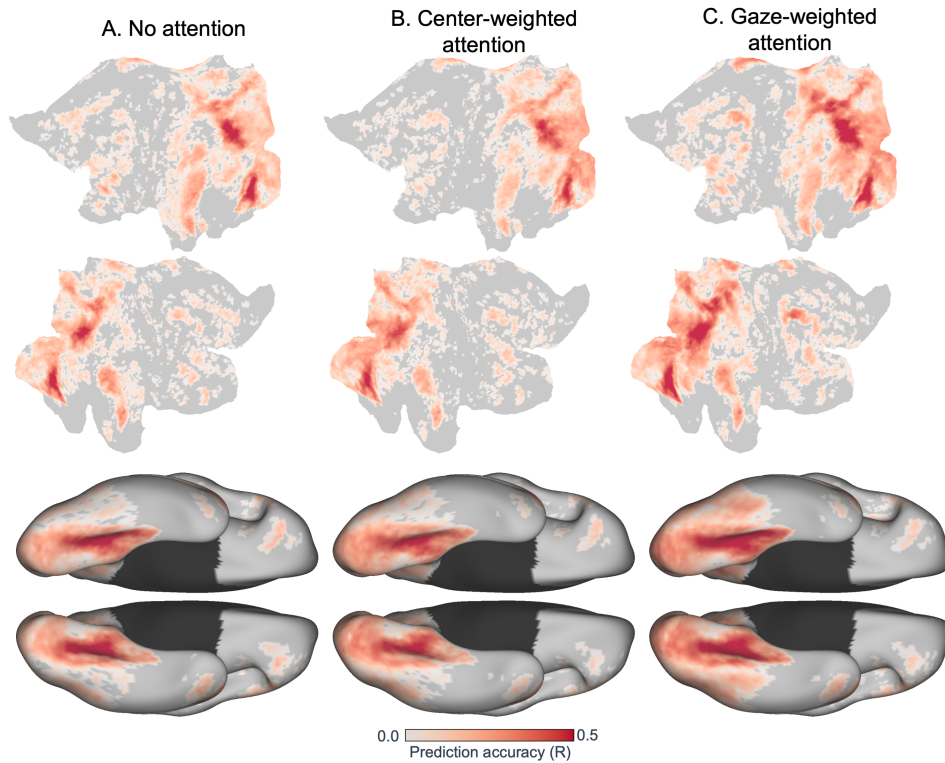 A. No attention
B. Center-weighted
attention
C. Gaze-weighted
attention
0.0
0.5
Prediction accuracy (R)